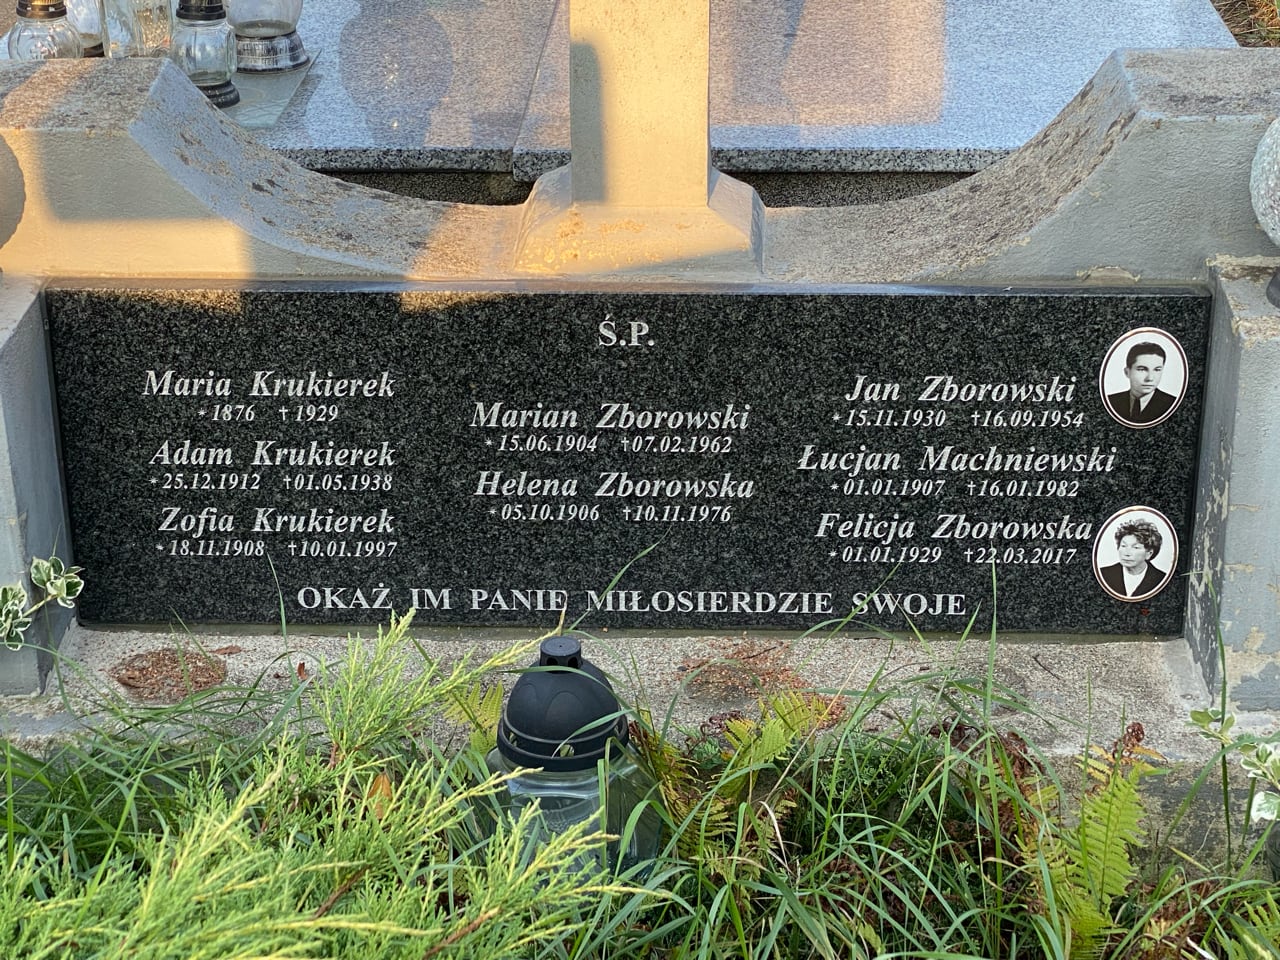 Ś.P.
Maria Krukierek
*1876 †1929
Adam Krukierek
*25.12.1912 †01.05.1938
Zofia Krukierek
*18.11.1908 †10.01.1997
Marian Zborowski
*15.06.1904 †07.02.1962
Helena Zborowska
*05.10.1906 †10.11.1976
Jan Zborowski
*15.11.1930 †16.09.1954
Łucjan Machniewski
*01.01.1907 †16.01.1982
Felicja Zborowska
*01.01.1929 †22.03.2017
OKAŻ IM PANIE MIŁOSIERDZIE SWOJE